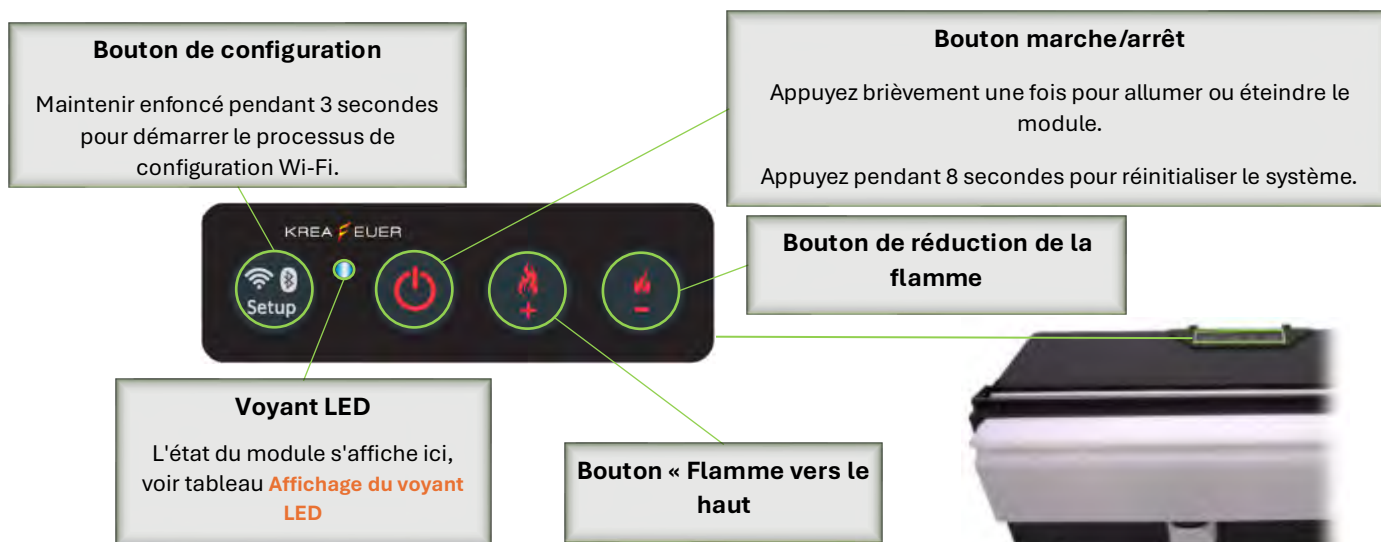 Bouton de configuration
Maintenir enfoncé pendant 3 secondes
pour démarrer le processus de
configuration Wi-Fi.
Bouton marche/arrêt
Appuyez brièvement une fois pour allumer ou éteindre le
module.
Appuyez pendant 8 secondes pour réinitialiser le système.
KREA FEUER
Setup
+
-
Bouton de réduction de la
flamme
Voyant LED
L'état du module s'affiche ici,
voir tableau Affichage du voyant
LED
Bouton « Flamme vers le
haut